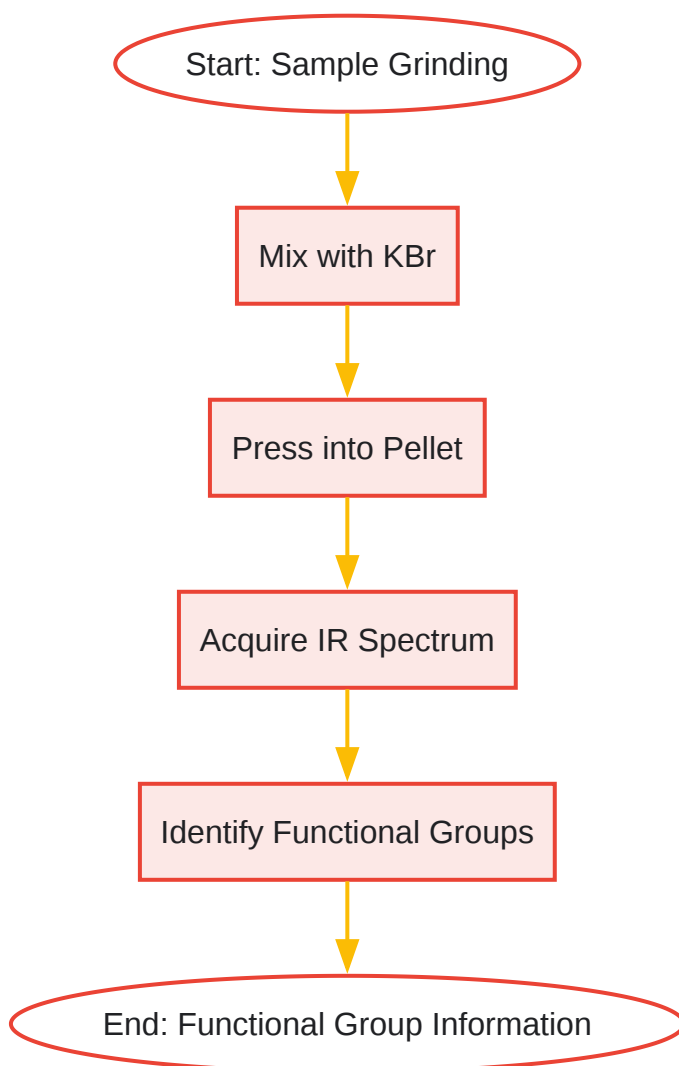 Start: Sample Grinding
Mix with KBr
Press into Pellet
Acquire IR Spectrum
Identify Functional Groups
End: Functional Group Information